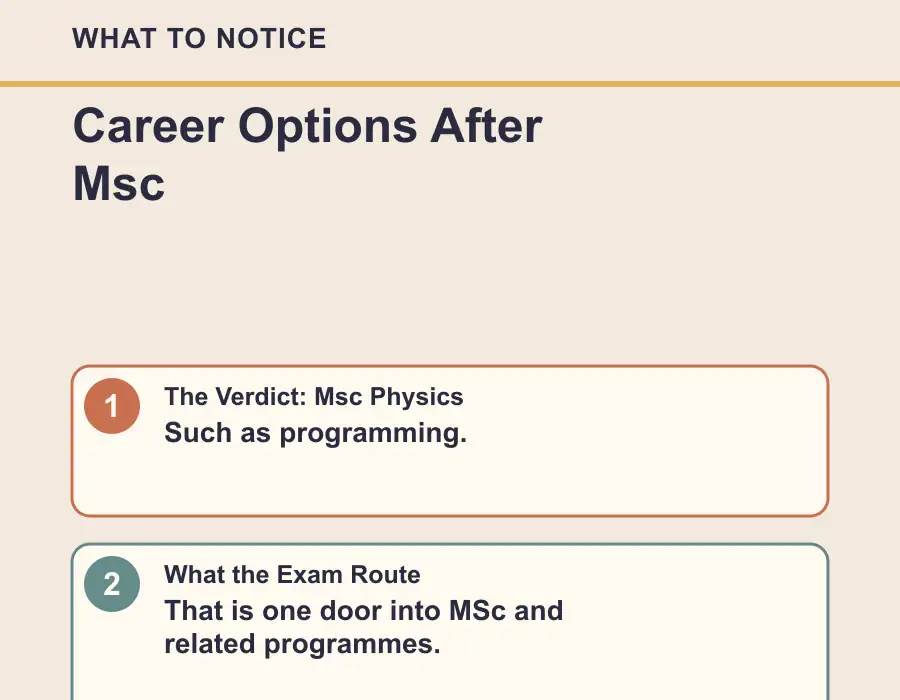 WHAT TO NOTICE
Career Options After
Msc
1
The Verdict: Msc Physics
Such as programming.
2
What the Exam Route
That is one door into MSc and
related programmes.